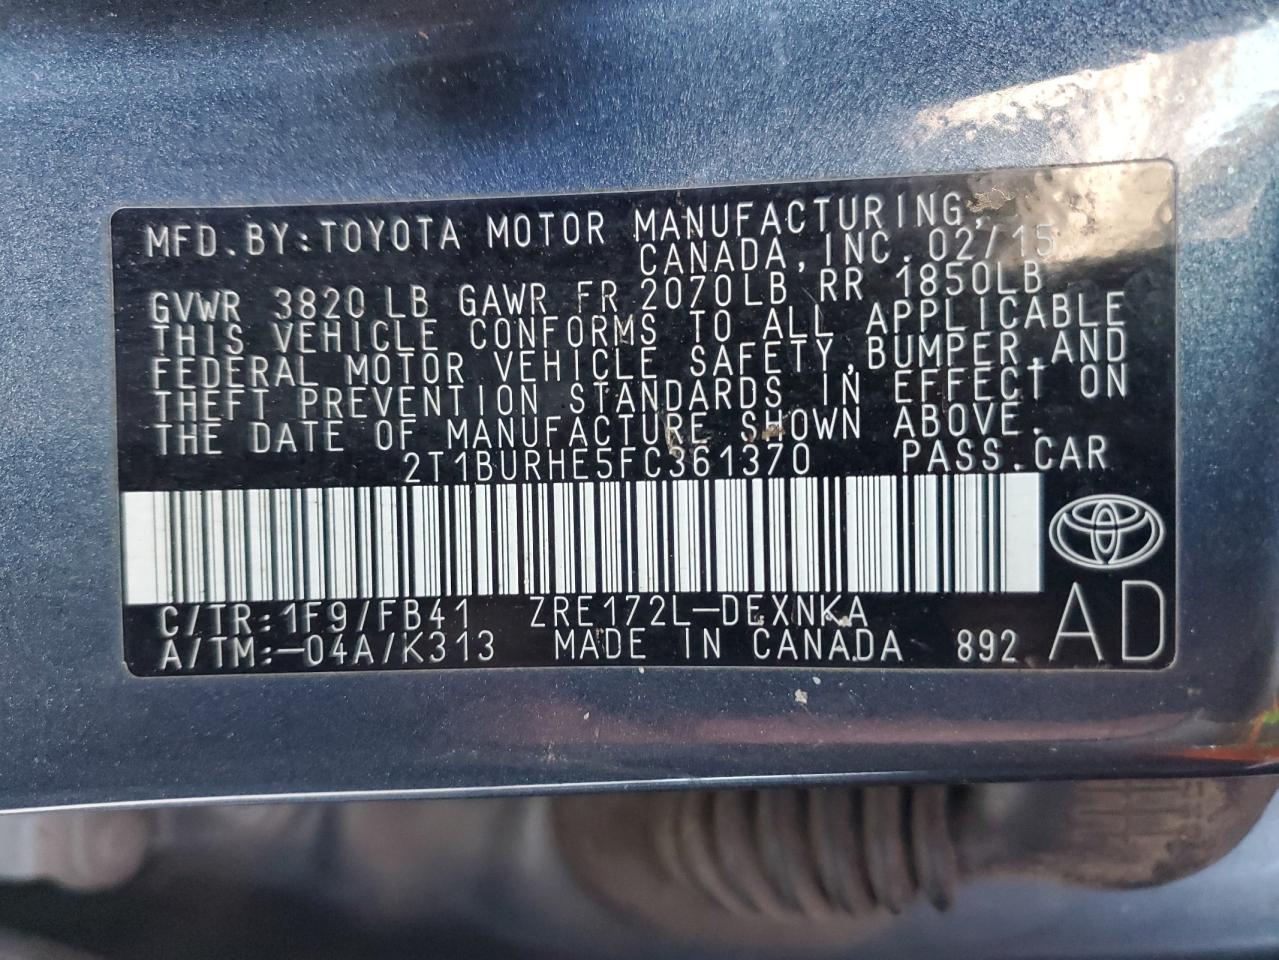 MFD.BY:TOYOTA MOTOR MANUFACTURING,
CANADA,INC.02/15
GVWR 3820LB GAWR FR 2070LB RR 1850LB
THIS VEHICLE CONFORMS TO ALL APPLICABLE
FEDERAL MOTOR VEHICLE SAFETY,BUMPER,AND
THEFT PREVENTION STANDARDS IN EFFECT ON
THE DATE OF MANUFACTURE SHOWN ABOVE.
2T1BURHE5FC361370 PASS.CAR
C/TR:1F9/FB41 ZRE172L-DEXNKA
A/TM:-04A/K313 MADE IN CANADA 892 AD